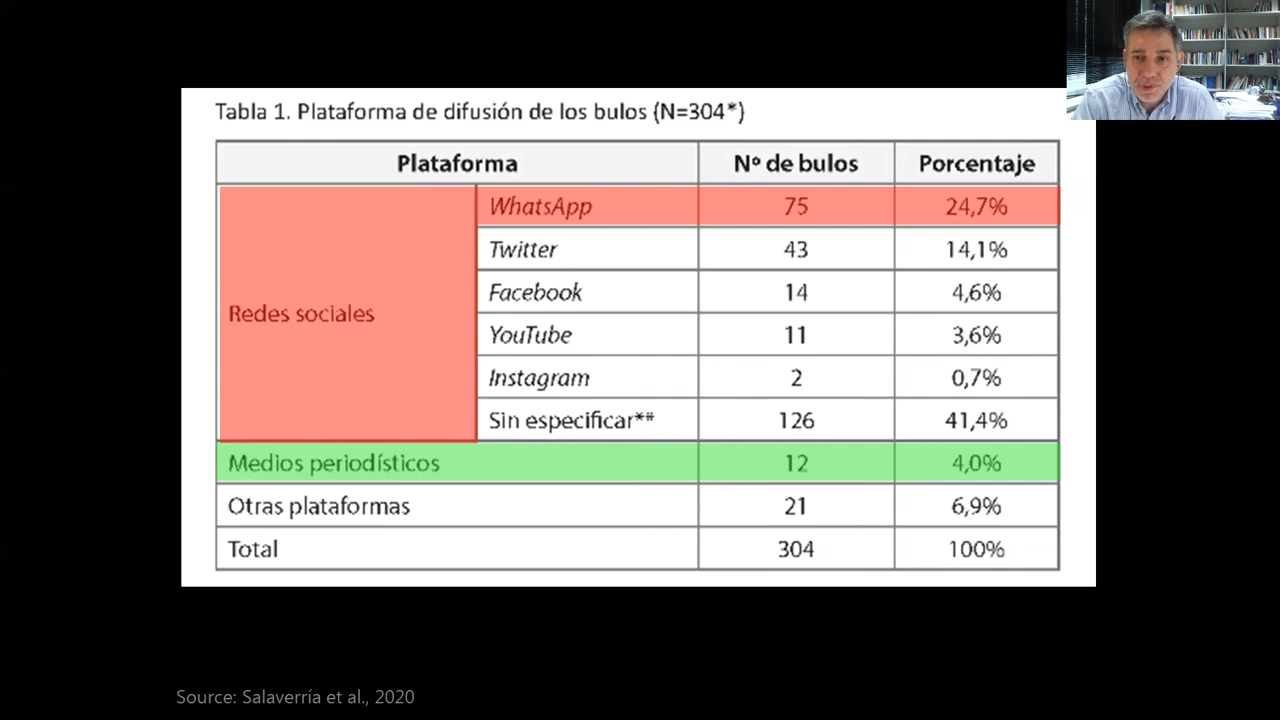 Tabla 1. Plataforma de difusión de los bulos (N=304*)
Plataforma Nº de bulos Porcentaje
Redes sociales
WhatsApp 75 24,7%
Twitter 43 14,1%
Facebook 14 4,6%
YouTube 11 3,6%
Instagram 2 0,7%
Sin especificar** 126 41,4%
Medios periodísticos 12 4,0%
Otras plataformas 21 6,9%
Total 304 100%
Source: Salaverría et al., 2020